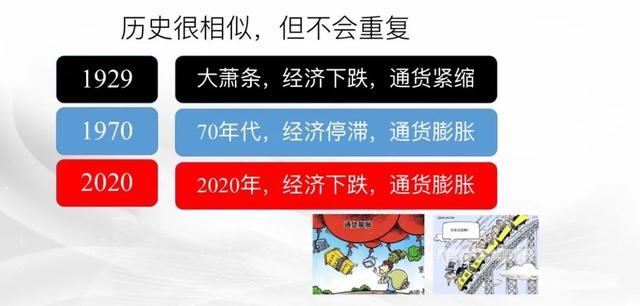 历史很相似，但不会重复
1929
大萧条，经济下跌，通货紧缩
1970
70年代，经济停滞，通货膨胀
2020
2020年，经济下跌，通货膨胀
通货膨胀